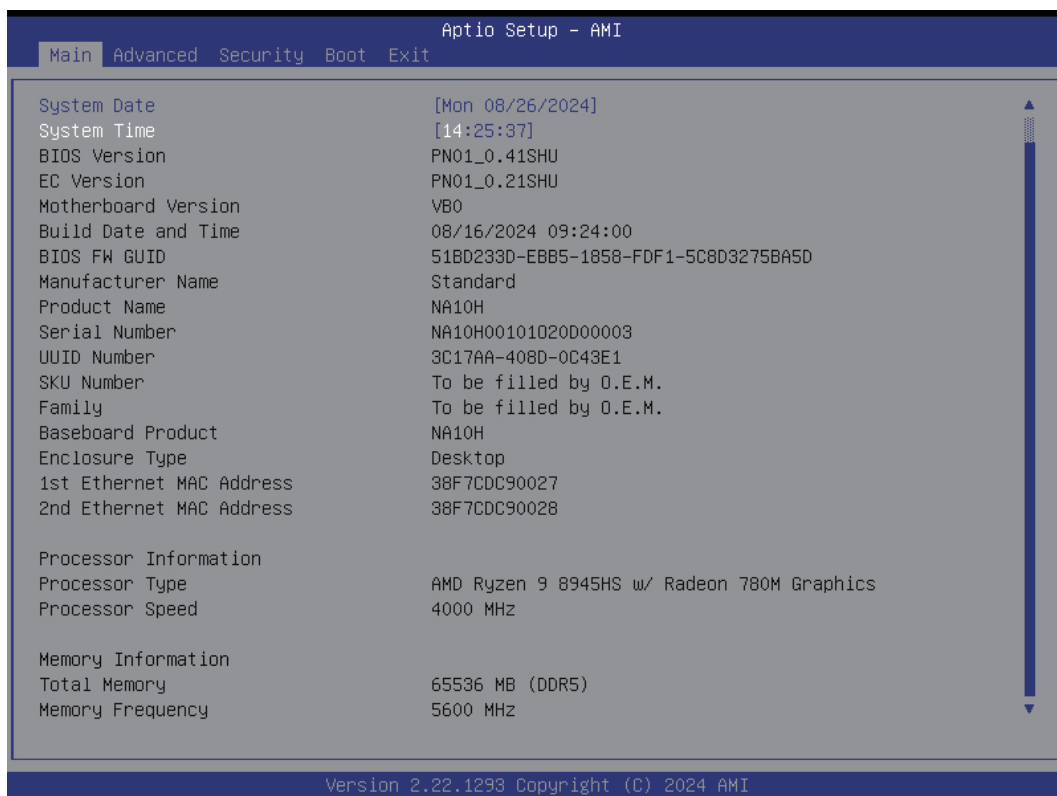 Aptio Setup – AMI
Main Advanced Security Boot Exit
System Date [Mon 08/26/2024]
System Time [14:25:37]
BIOS Version PN01_0.41SHU
EC Version PN01_0.21SHU
Motherboard Version VB0
Build Date and Time 08/16/2024 09:24:00
BIOS FW GUID 51BD233D-EBB5-1858-FDF1-5C8D3275BA5D
Manufacturer Name Standard
Product Name NA10H
Serial Number NA10H00101020D00003
UUID Number 3C17AA-408D-0C43E1
SKU Number To be filled by O.E.M.
Family To be filled by O.E.M.
Baseboard Product NA10H
Enclosure Type Desktop
1st Ethernet MAC Address 38F7CDC90027
2nd Ethernet MAC Address 38F7CDC90028
Processor Information
Processor Type AMD Ryzen 9 8945HS w/ Radeon 780M Graphics
Processor Speed 4000 MHz
Memory Information
Total Memory 65536 MB (DDR5)
Memory Frequency 5600 MHz
Version 2.22.1293 Copyright (C) 2024 AMI